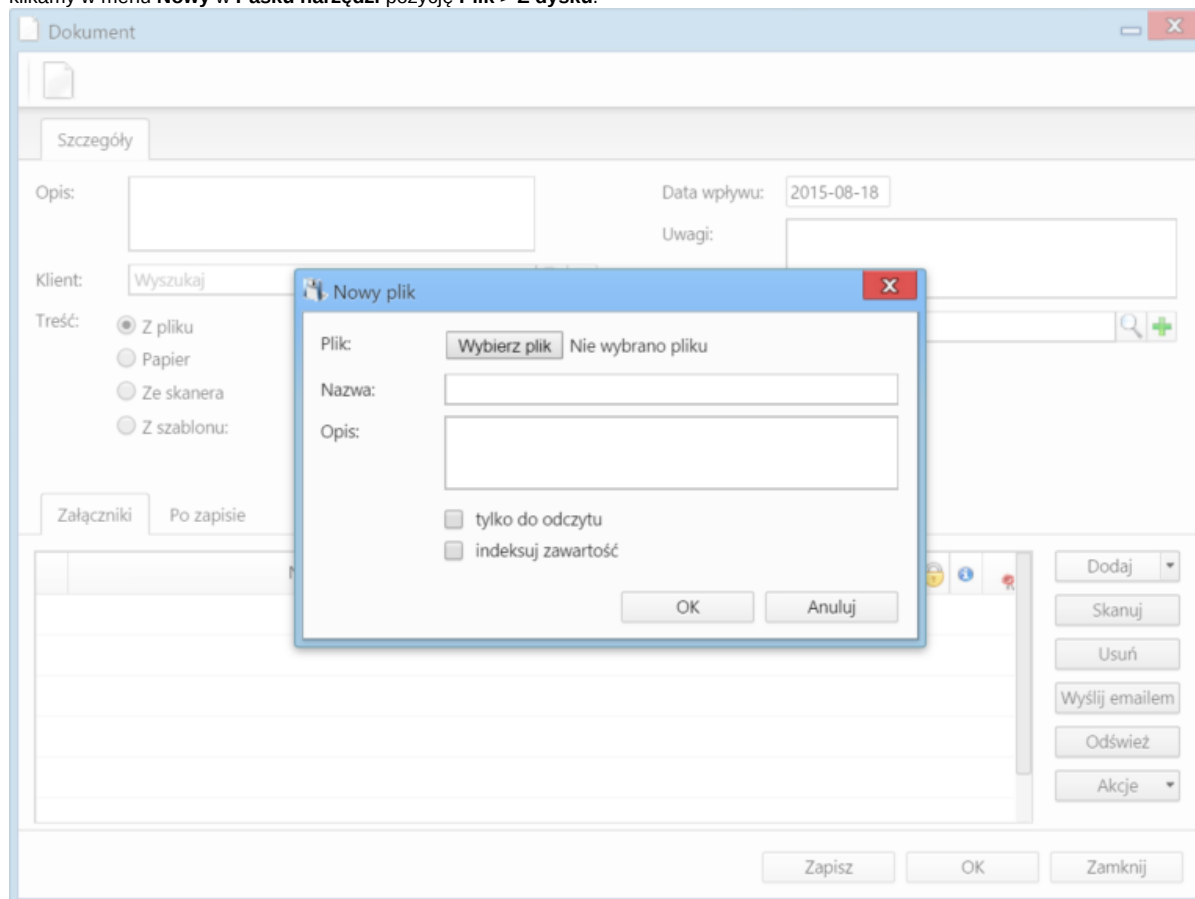 klikamy w menu Nowy w Pasku narzędzi pozycję Plik > Z dysku.
Dokument
Szczegóły
Opis:
Data wpływu: 2015-08-18
Uwagi:
Klient: Wyszukaj
Treść:
Z pliku
Papier
Ze skanera
Z szablonu:
Nowy plik
Plik: Wybierz plik Nie wybrano pliku
Nazwa:
Opis:
tylko do odczytu
indeksuj zawartość
OK Anuluj
Załączniki Po zapisie
Dodaj
Skanuj
Usuń
Wyślij emailem
Odśwież
Akcje
Zapisz OK Zamknij